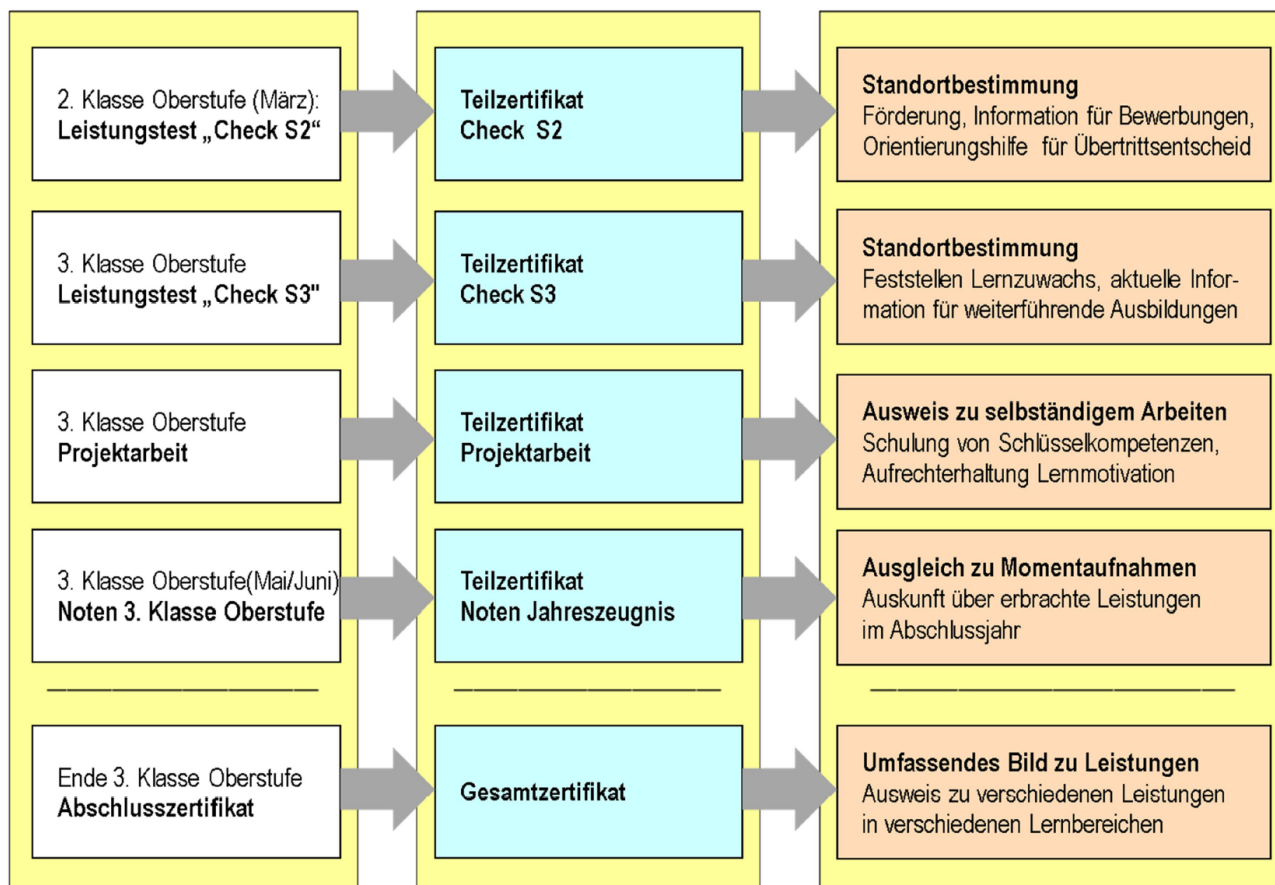 2. Klasse Oberstufe (März):
Leistungstest „Check S2“
Teilzertifikat
Check S2
Standortbestimmung
Förderung, Information für Bewerbungen,
Orientierungshilfe für Übertrittsentscheid
3. Klasse Oberstufe
Leistungstest „Check S3"
Teilzertifikat
Check S3
Standortbestimmung
Feststellen Lernzuwachs, aktuelle Infor-
mation für weiterführende Ausbildungen
3. Klasse Oberstufe
Projektarbeit
Teilzertifikat
Projektarbeit
Ausweis zu selbständigem Arbeiten
Schulung von Schlüsselkompetenzen,
Aufrechterhaltung Lernmotivation
3. Klasse Oberstufe(Mai/Juni)
Noten 3. Klasse Oberstufe
Teilzertifikat
Noten Jahreszeugnis
Ausgleich zu Momentaufnahmen
Auskunft über erbrachte Leistungen
im Abschlussjahr
Ende 3. Klasse Oberstufe
Abschlusszertifikat
Gesamtzertifikat
Umfassendes Bild zu Leistungen
Ausweis zu verschiedenen Leistungen
in verschiedenen Lernbereichen